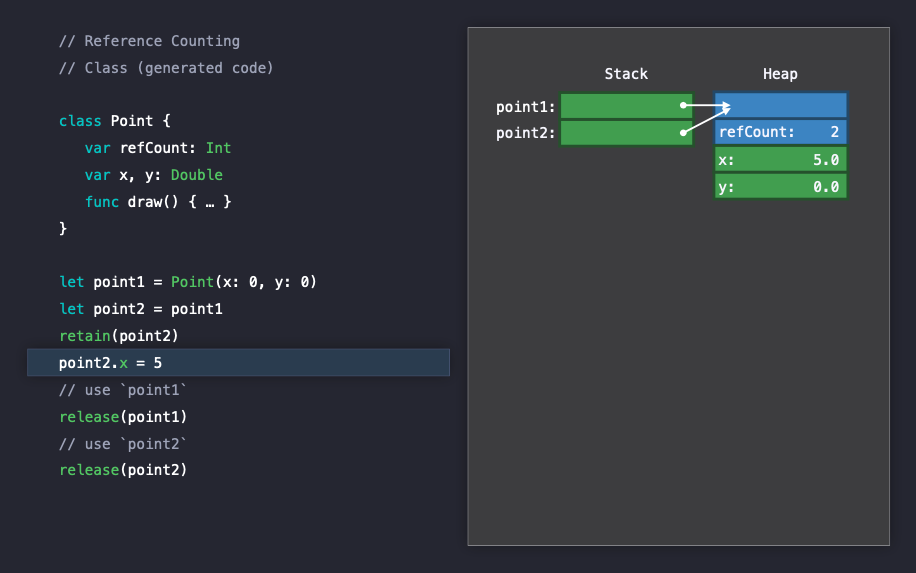 // Reference Counting
// Class (generated code)
class Point {
var refCount: Int
var x, y: Double
func draw() { … }
}
let point1 = Point(x: 0, y: 0)
let point2 = point1
retain(point2)
point2.x = 5
// use `point1`
release(point1)
// use `point2`
release(point2)
Stack Heap
point1:
point2:
refCount: 2
x: 5.0
y: 0.0